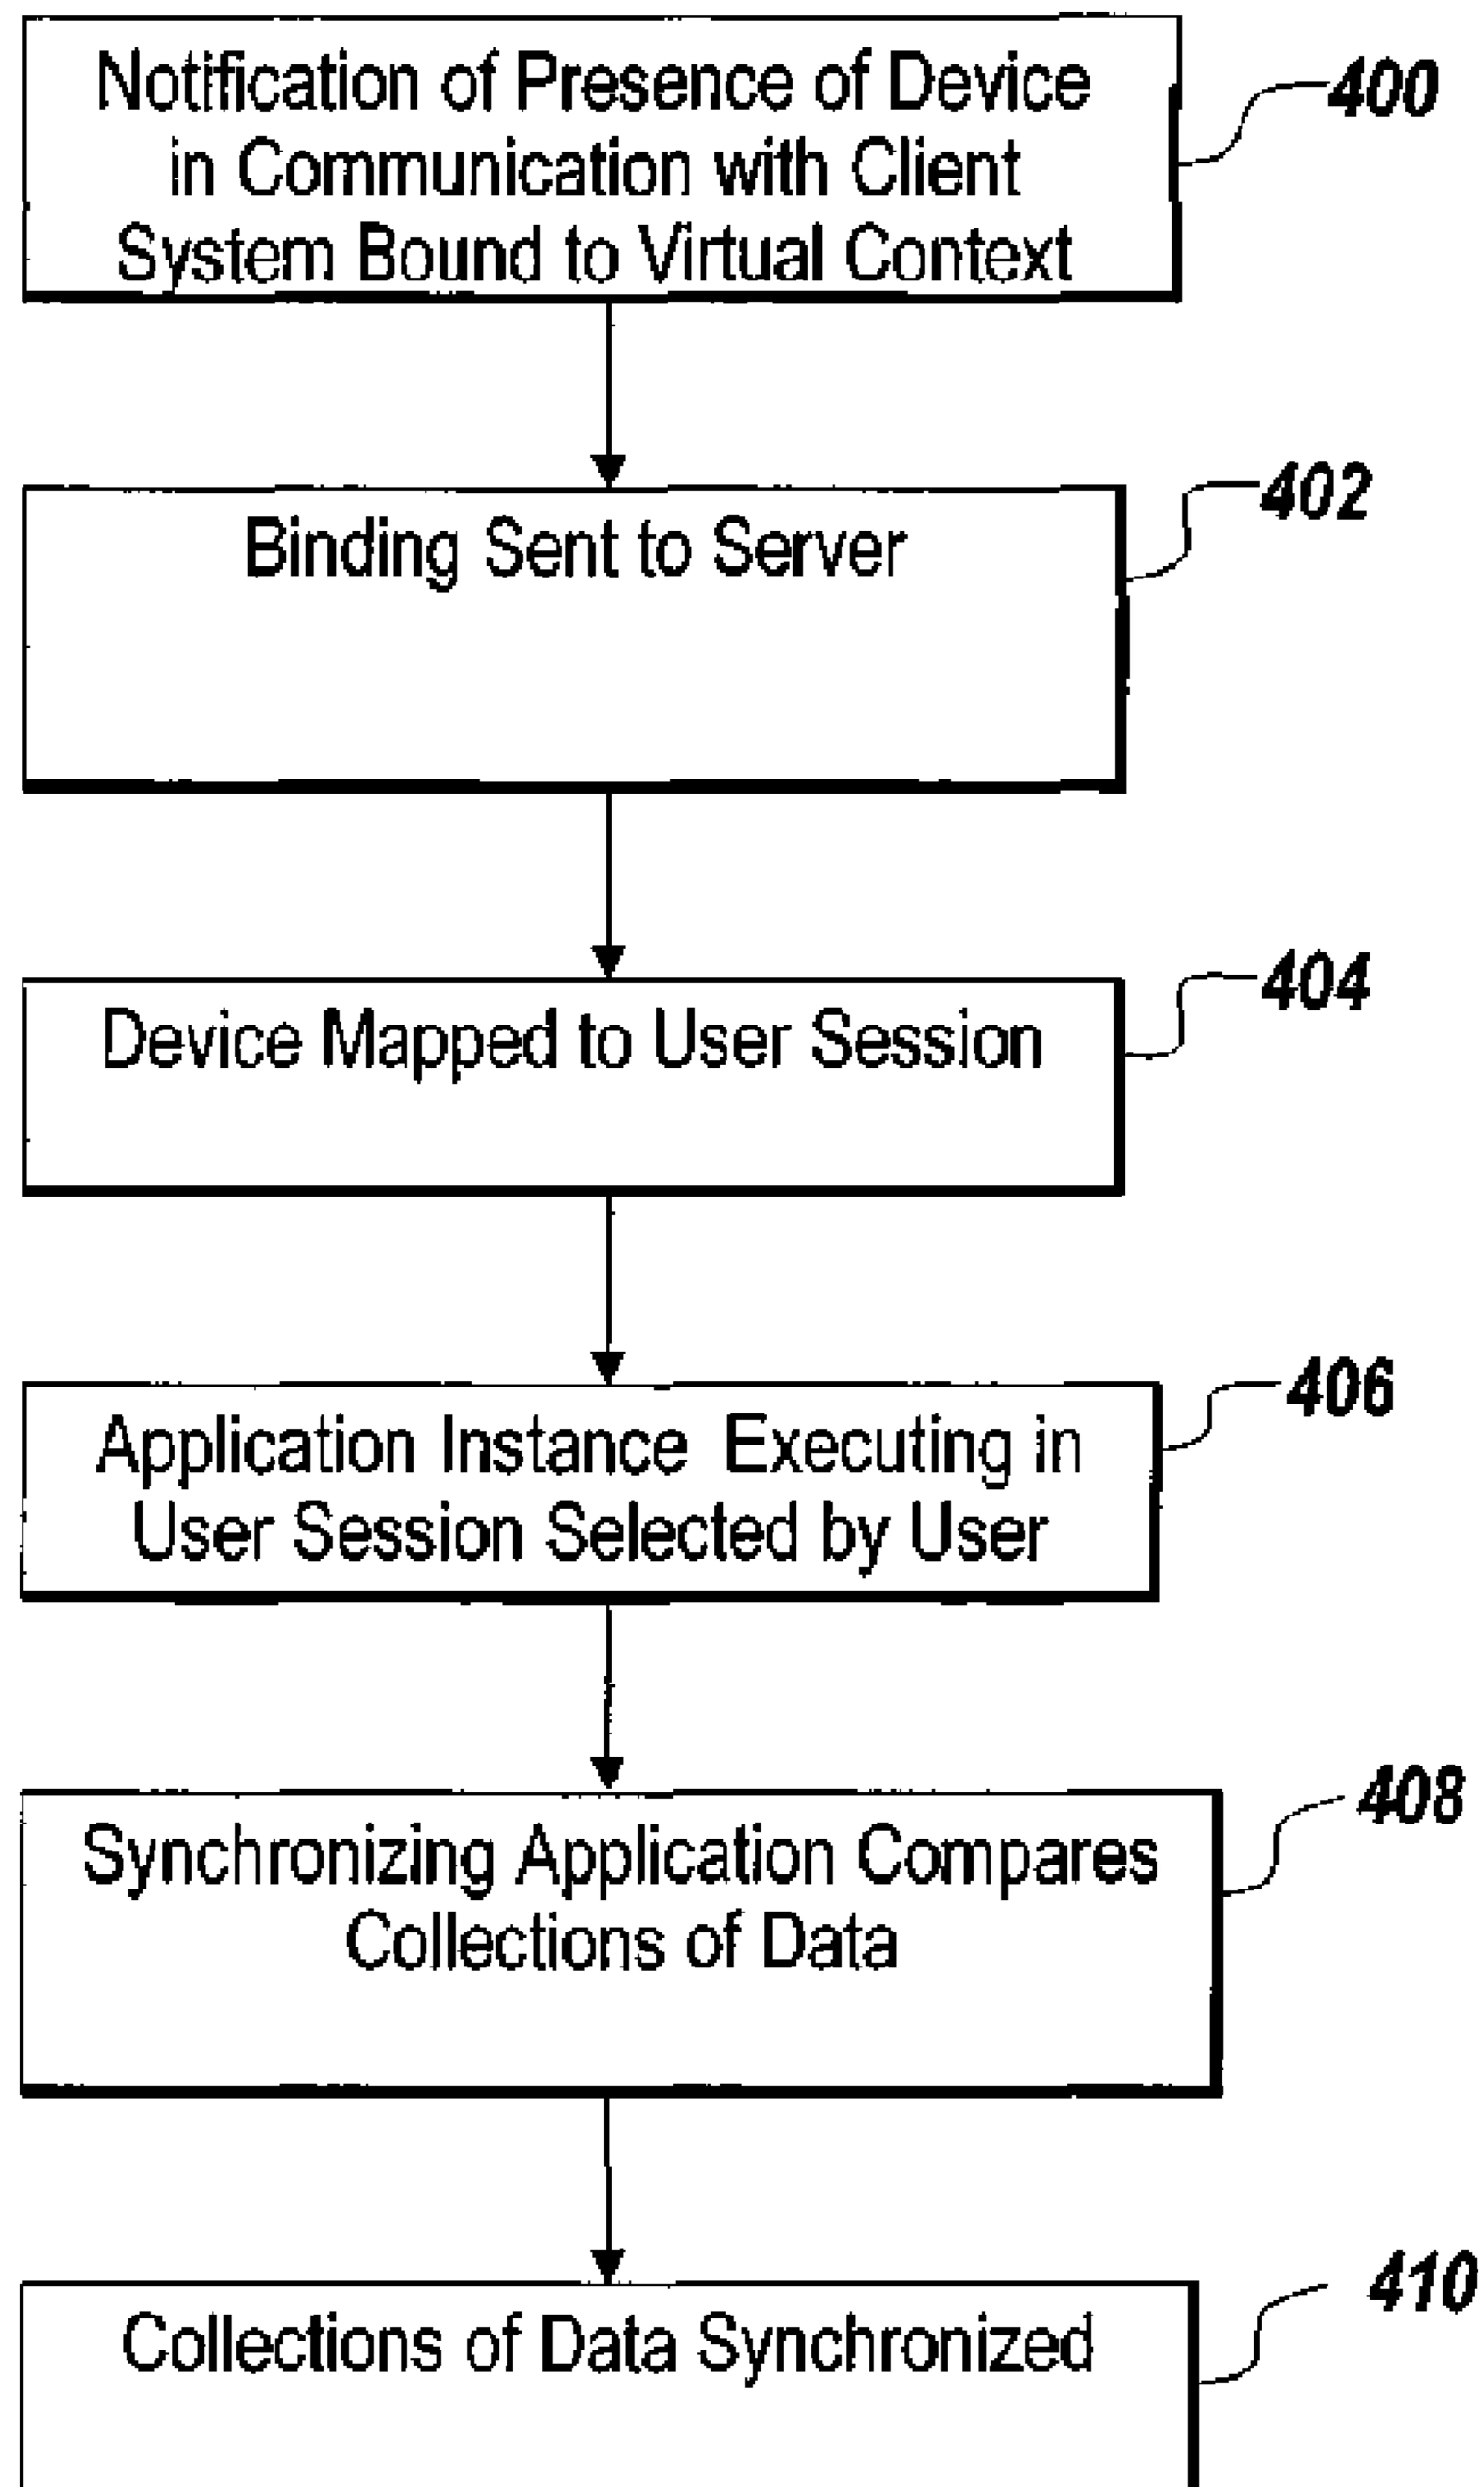 Notification of Presence of Device
in Communication with Client
System Bound to Virtual Context
400
Binding Sent to Server
402
Device Mapped to User Session
404
Application Instance Executing in
User Session Selected by User
406
Synchronizing Application Compares
Collections of Data
408
Collections of Data Synchronized
410